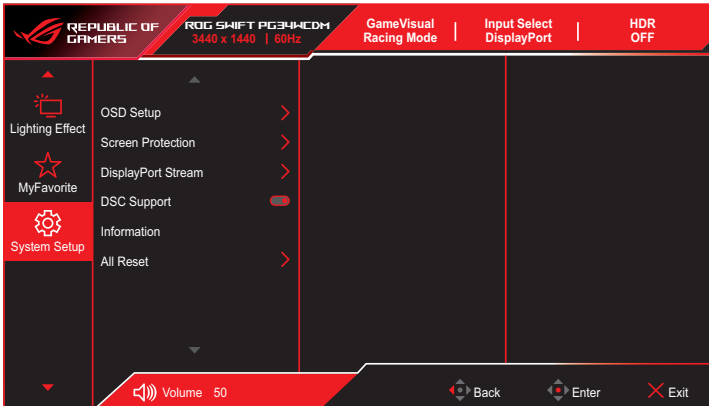 REPUBLIC OF
GAMERS
ROG SWIFT PG34WCDM
3440 x 1440 | 60Hz
GameVisual
Racing Mode
Input Select
DisplayPort
HDR
OFF
Lighting Effect
MyFavorite
System Setup
OSD Setup
Screen Protection
DisplayPort Stream
DSC Support
Information
All Reset
Volume 50
Back
Enter
Exit